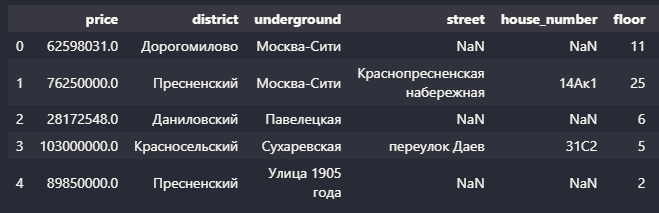 price district underground street house_number floor
0 62598031.0 Дорогомилово Москва-Сити NaN NaN 11
1 76250000.0 Пресненский Москва-Сити Краснопресненская набережная 14Ак1 25
2 28172548.0 Даниловский Павелецкая NaN NaN 6
3 103000000.0 Красносельский Сухаревская переулок Даев 31С2 5
4 89850000.0 Пресненский Улица 1905 года NaN NaN 2